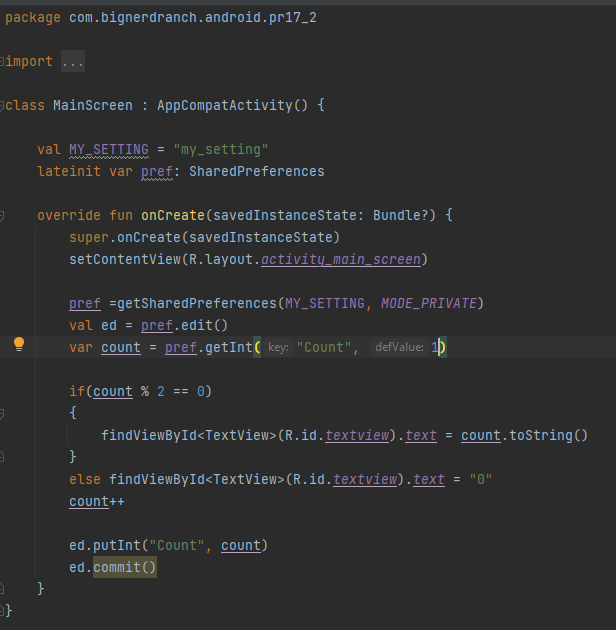 package com.bignerdranch.android.pr17_2
import ...
class MainScreen : AppCompatActivity() {
val MY_SETTING = "my_setting"
lateinit var pref: SharedPreferences
override fun onCreate(savedInstanceState: Bundle?) {
super.onCreate(savedInstanceState)
setContentView(R.layout.activity_main_screen)
pref =getSharedPreferences(MY_SETTING, MODE_PRIVATE)
val ed = pref.edit()
var count = pref.getInt( key: "Count", defValue: 1)
if(count % 2 == 0)
{
findViewById<TextView>(R.id.textview).text = count.toString()
}
else findViewById<TextView>(R.id.textview).text = "0"
count++
ed.putInt("Count", count)
ed.commit()
}
}